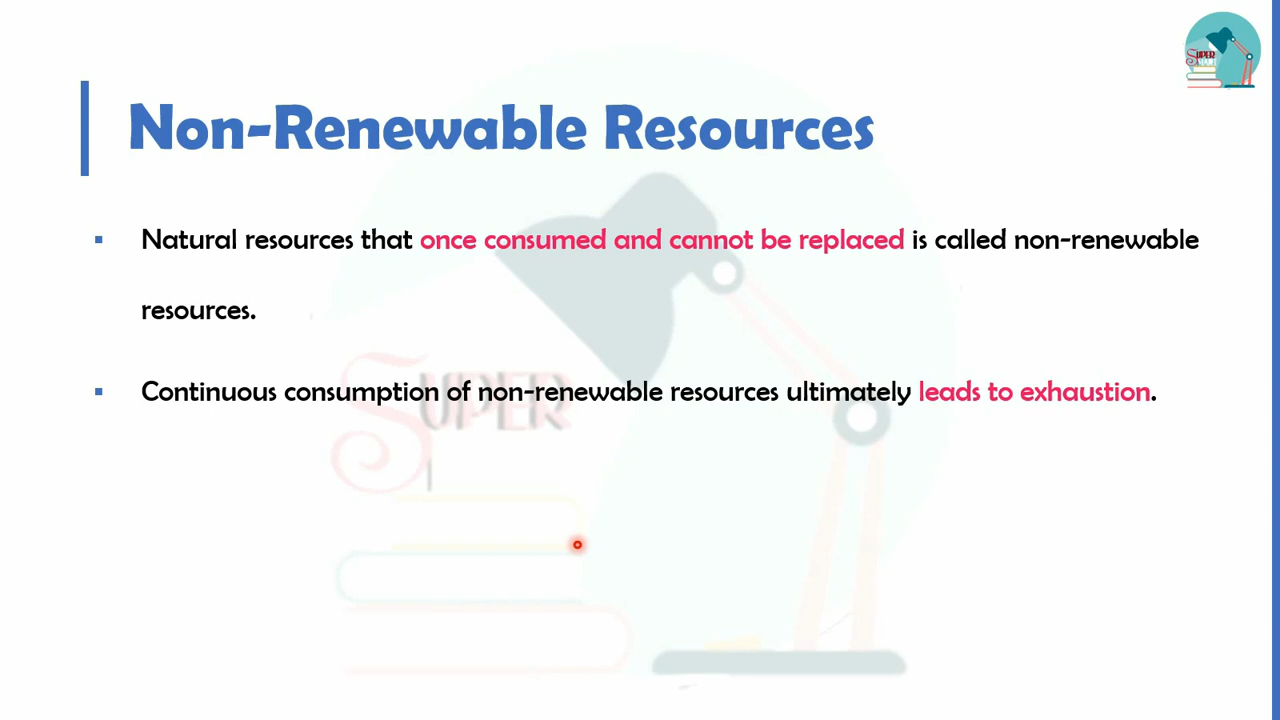 Non-Renewable Resources
Natural resources that once consumed and cannot be replaced is called non-renewable
resources.
Continuous consumption of non-renewable resources ultimately leads to exhaustion.
SUPER